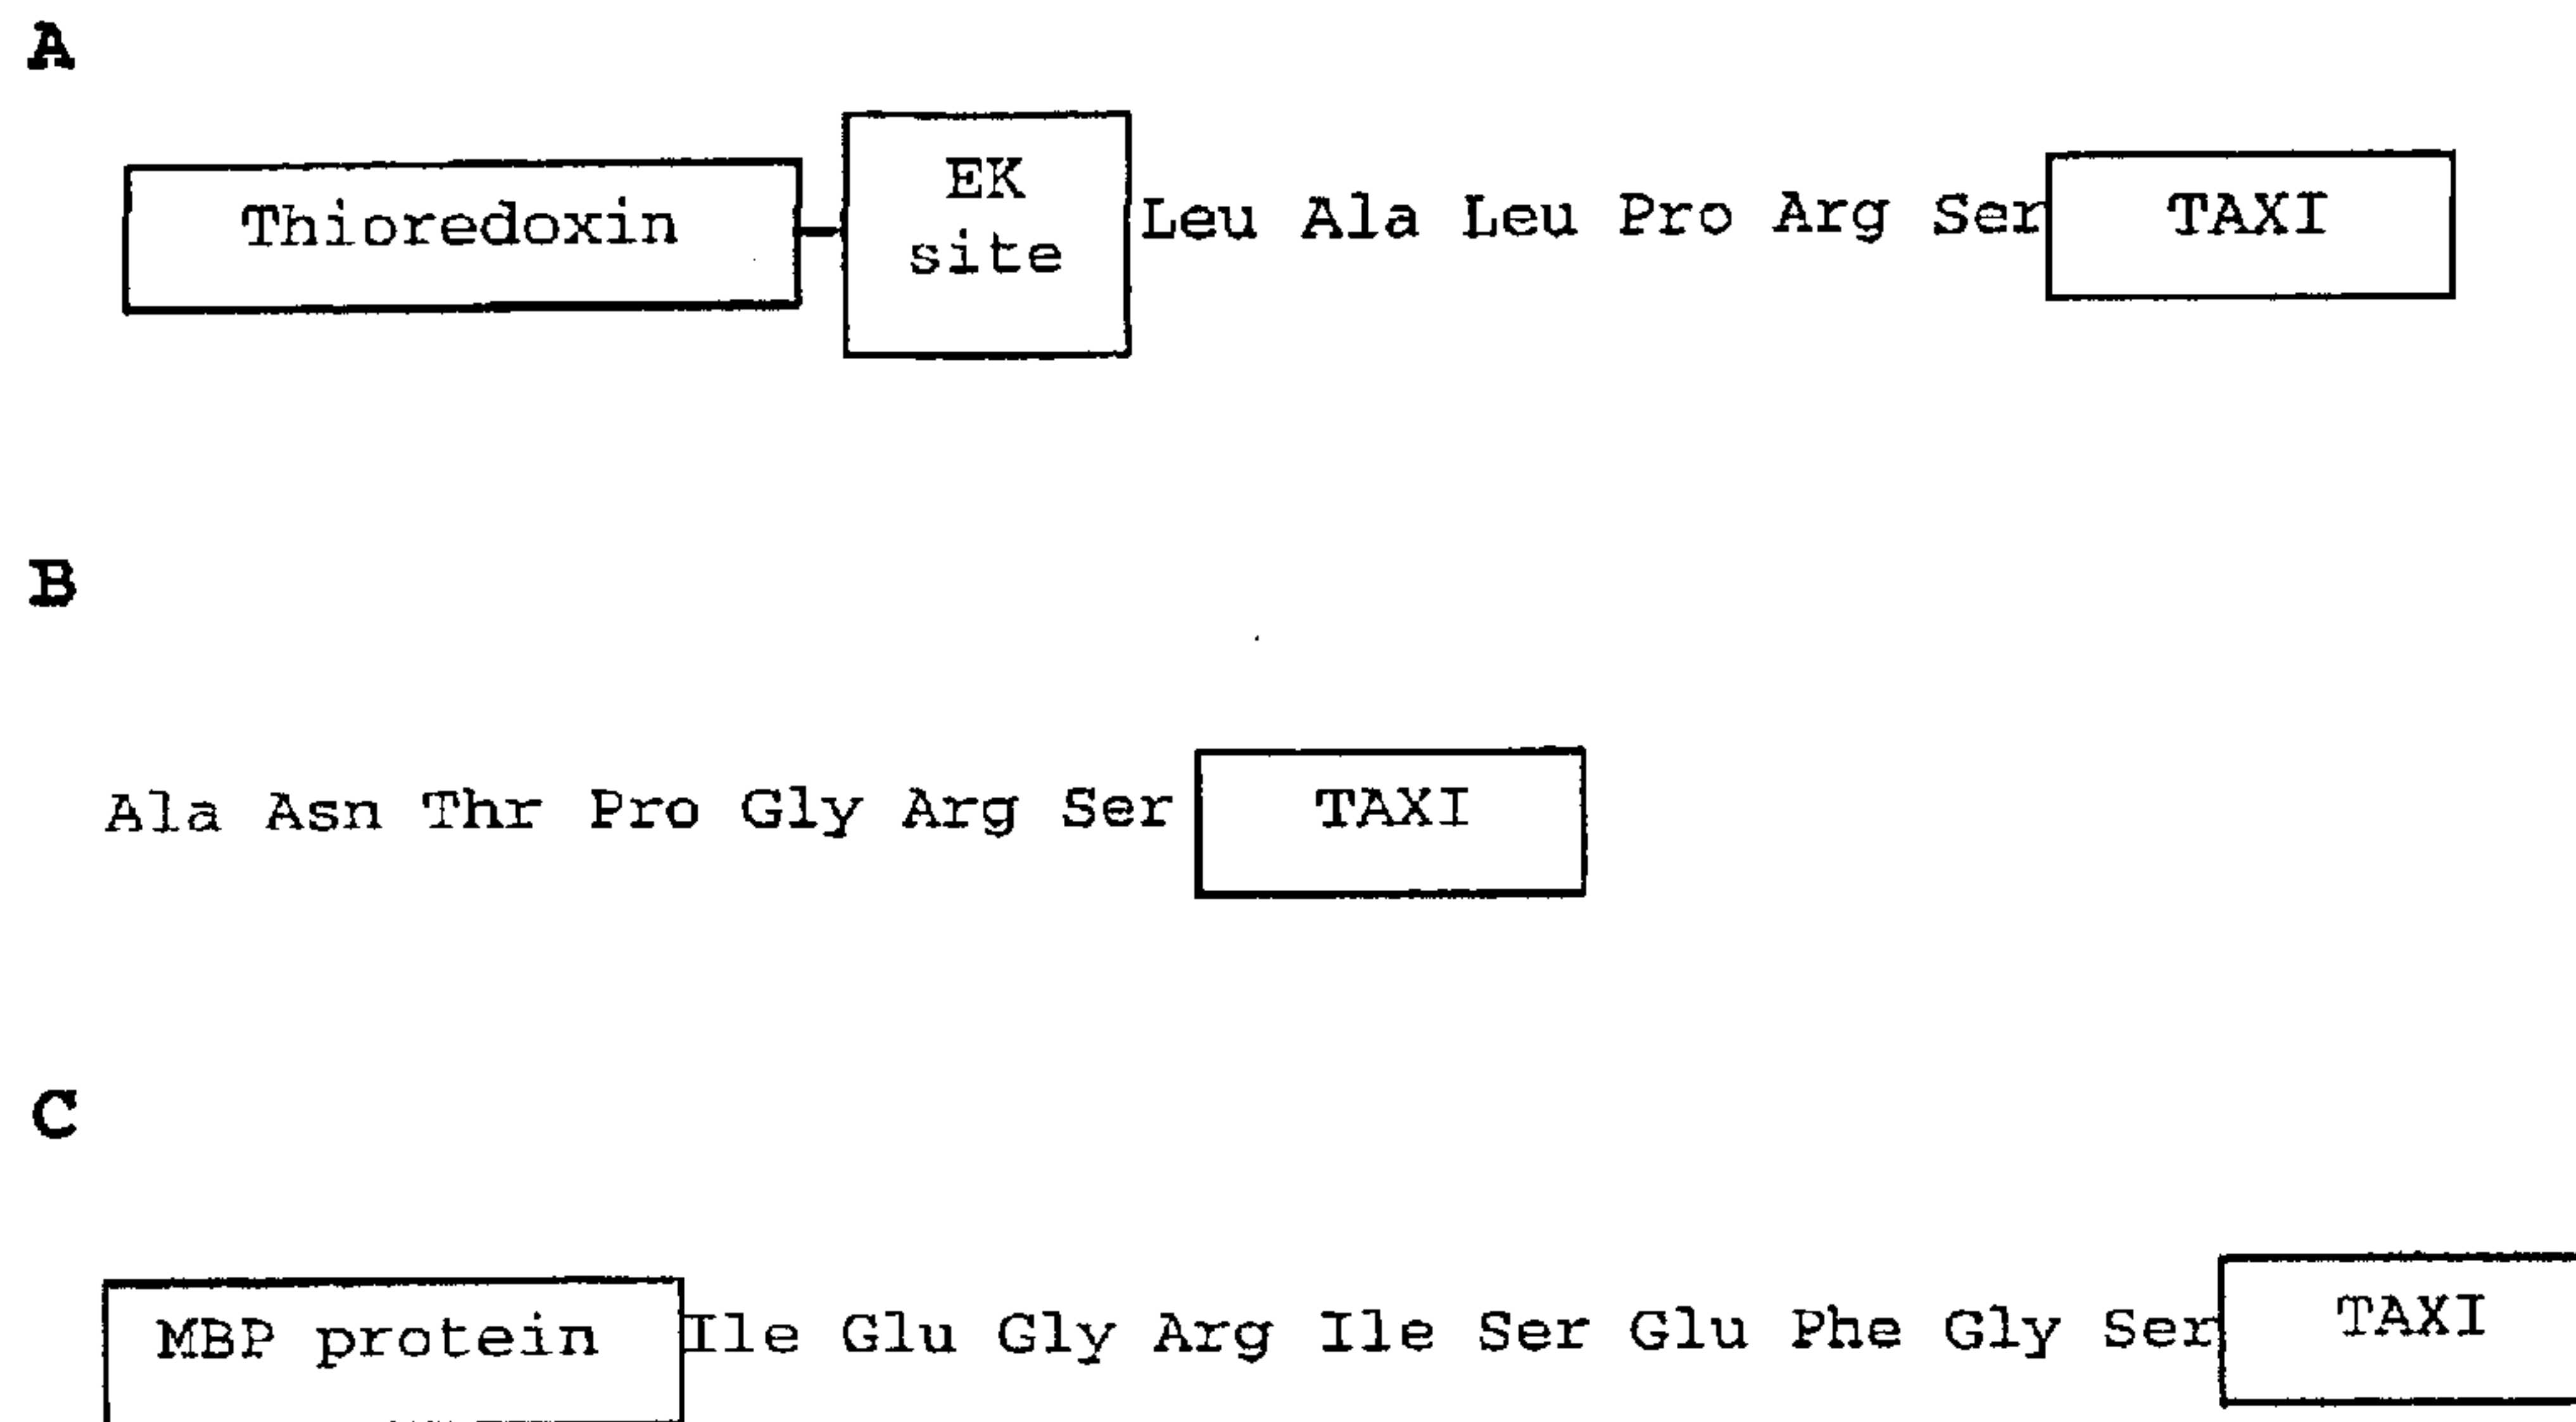 A
Thioredoxin EK site Leu Ala Leu Pro Arg Ser TAXI
B
Ala Asn Thr Pro Gly Arg Ser TAXI
C
MBP protein Ile Glu Gly Arg Ile Ser Glu Phe Gly Ser TAXI